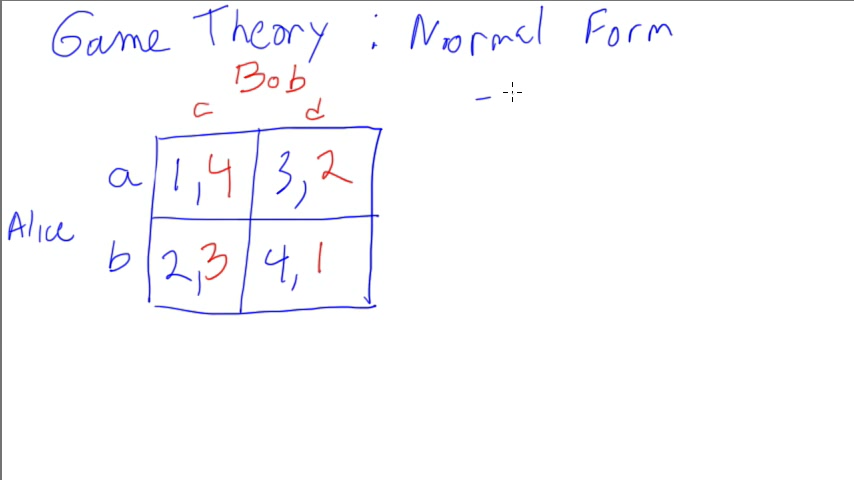 Game Theory : Normal Form
Bob
c d
a 1,4 3,2
Alice
b 2,3 4,1